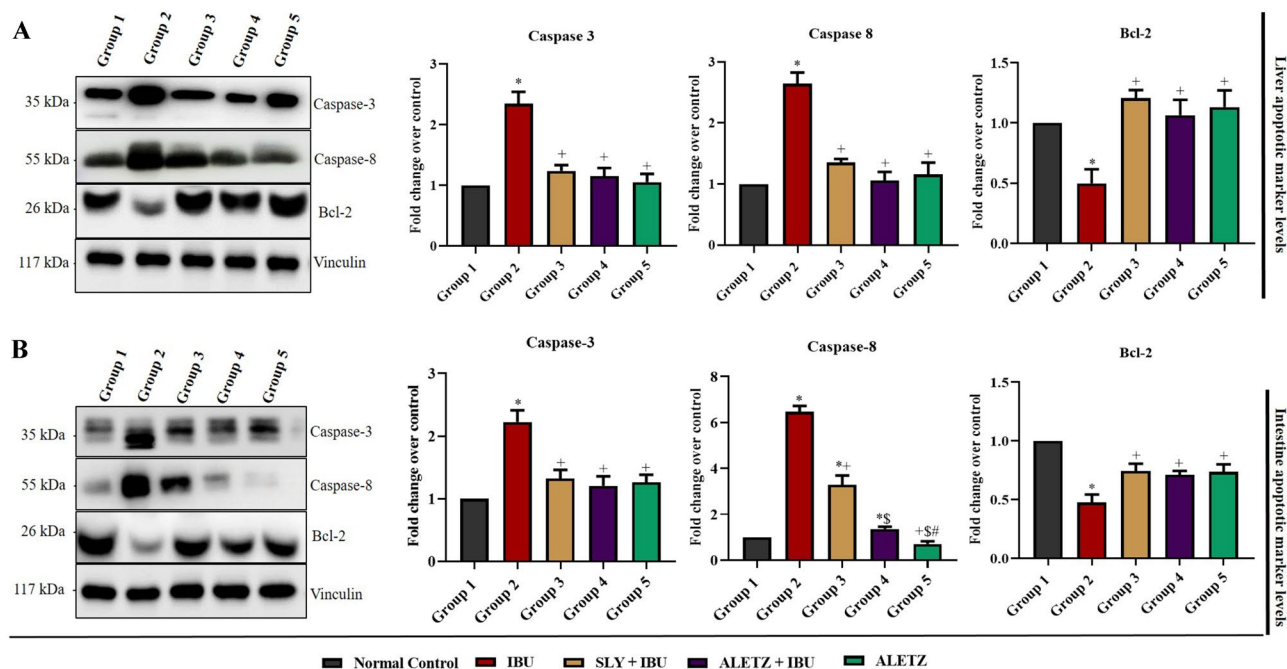 A
Group 1
Group 2
Group 3
Group 4
Group 5
35 kDa
Caspase-3
55 kDa
Caspase-8
26 kDa
Bcl-2
117 kDa
Vinculin
Caspase 3
Fold change over control
3
2
1
0
*
+
+
+
Group 1
Group 2
Group 3
Group 4
Group 5
Caspase 8
Fold change over control
3
2
1
0
*
+
+
+
Group 1
Group 2
Group 3
Group 4
Group 5
Bcl-2
Fold change over control
1.5
1.0
0.5
0.0
*
+
+
+
Group 1
Group 2
Group 3
Group 4
Group 5
Liver apoptotic marker levels
B
Group 1
Group 2
Group 3
Group 4
Group 5
35 kDa
Caspase-3
55 kDa
Caspase-8
26 kDa
Bcl-2
117 kDa
Vinculin
Caspase-3
Fold change over control
3
2
1
0
*
+
+
+
Group 1
Group 2
Group 3
Group 4
Group 5
Caspase-8
Fold change over control
8
6
4
2
0
*
*+
*$
+$#
Group 1
Group 2
Group 3
Group 4
Group 5
Bcl-2
Fold change over control
1.5
1.0
0.5
0.0
*
+
+
+
Group 1
Group 2
Group 3
Group 4
Group 5
Intestine apoptotic marker levels
Normal Control IBU SLY + IBU ALETZ + IBU ALETZ